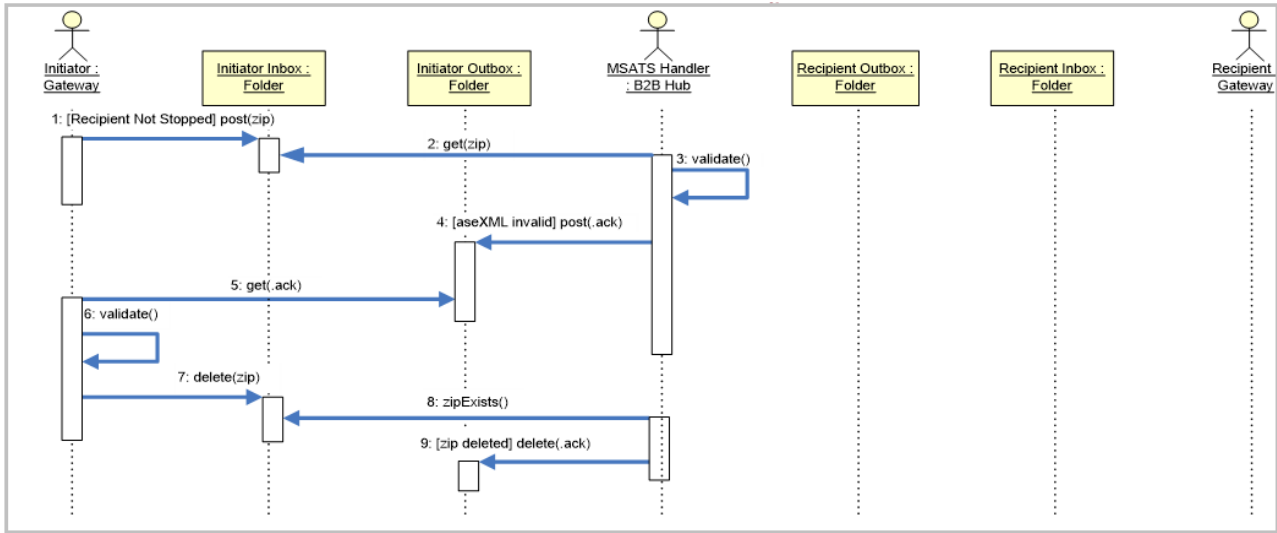 Initiator :
Gateway
Initiator Inbox :
Folder
Initiator Outbox :
Folder
MSATS Handler
: B2B Hub
Recipient Outbox :
Folder
Recipient Inbox :
Folder
Recipient
Gateway
1: [Recipient Not Stopped] post(zip)
2: get(zip)
3: validate()
4: [aseXML invalid] post(.ack)
5: get(.ack)
6: validate()
7: delete(zip)
8: zipExists()
9: [zip deleted] delete(.ack)